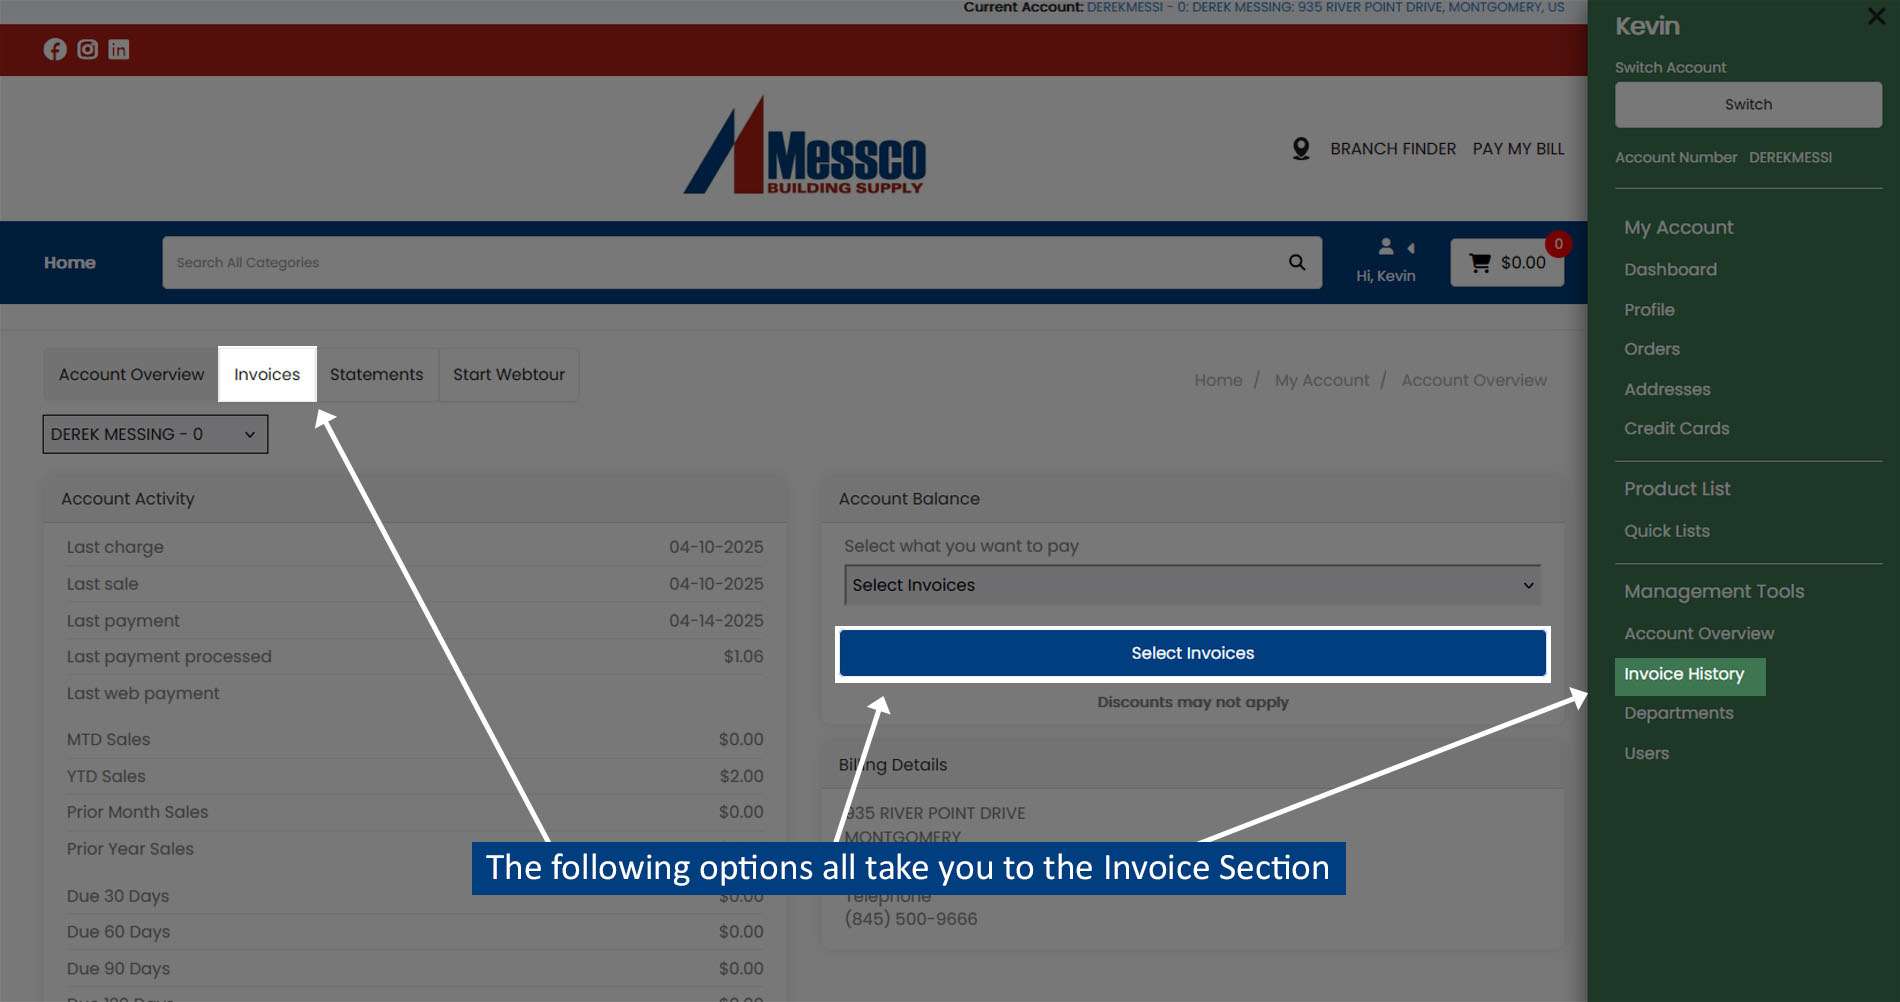 Current Account: DEREKMESSI - 0: DEREK MESSING: 935 RIVER POINT DRIVE, MONTGOMERY, US
Messco
BUILDING SUPPLY
BRANCH FINDER PAY MY BILL
Home
Search All Categories
Hi, Kevin
0
$0.00
Account Overview Invoices Statements Start Webtour
Home / My Account / Account Overview
DEREK MESSING - 0
Account Activity
Last charge 04-10-2025
Last sale 04-10-2025
Last payment 04-14-2025
Last payment processed $1.06
Last web payment
MTD Sales $0.00
YTD Sales $2.00
Prior Month Sales $0.00
Prior Year Sales
Due 30 Days $0.00
Due 60 Days $0.00
Due 90 Days $0.00
Account Balance
Select what you want to pay
Select Invoices
Select Invoices
Discounts may not apply
Billing Details
935 RIVER POINT DRIVE
MONTGOMERY
Telephone
(845) 500-9666
The following options all take you to the Invoice Section
Kevin
Switch Account
Switch
Account Number DEREKMESSI
My Account
Dashboard
Profile
Orders
Addresses
Credit Cards
Product List
Quick Lists
Management Tools
Account Overview
Invoice History
Departments
Users